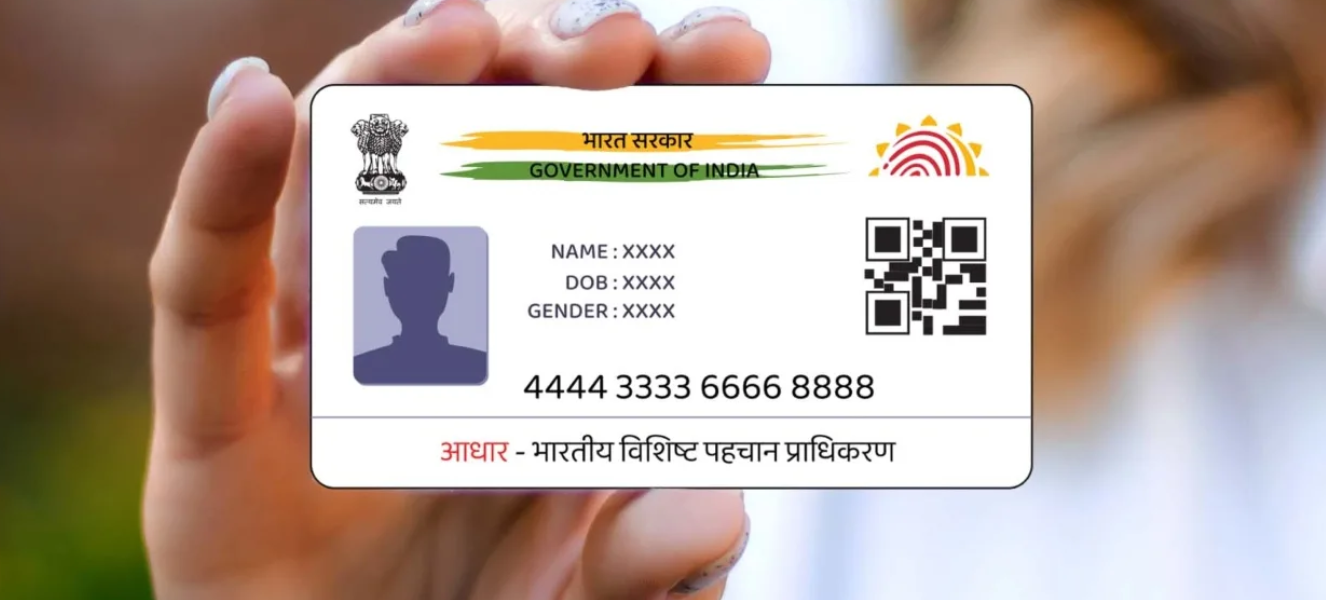 भारत सरकार
GOVERNMENT OF INDIA
सत्यमेव जयते
NAME : XXXX
DOB : XXXX
GENDER : XXXX
4444 3333 6666 8888
आधार - भारतीय विशिष्ट पहचान प्राधिकरण